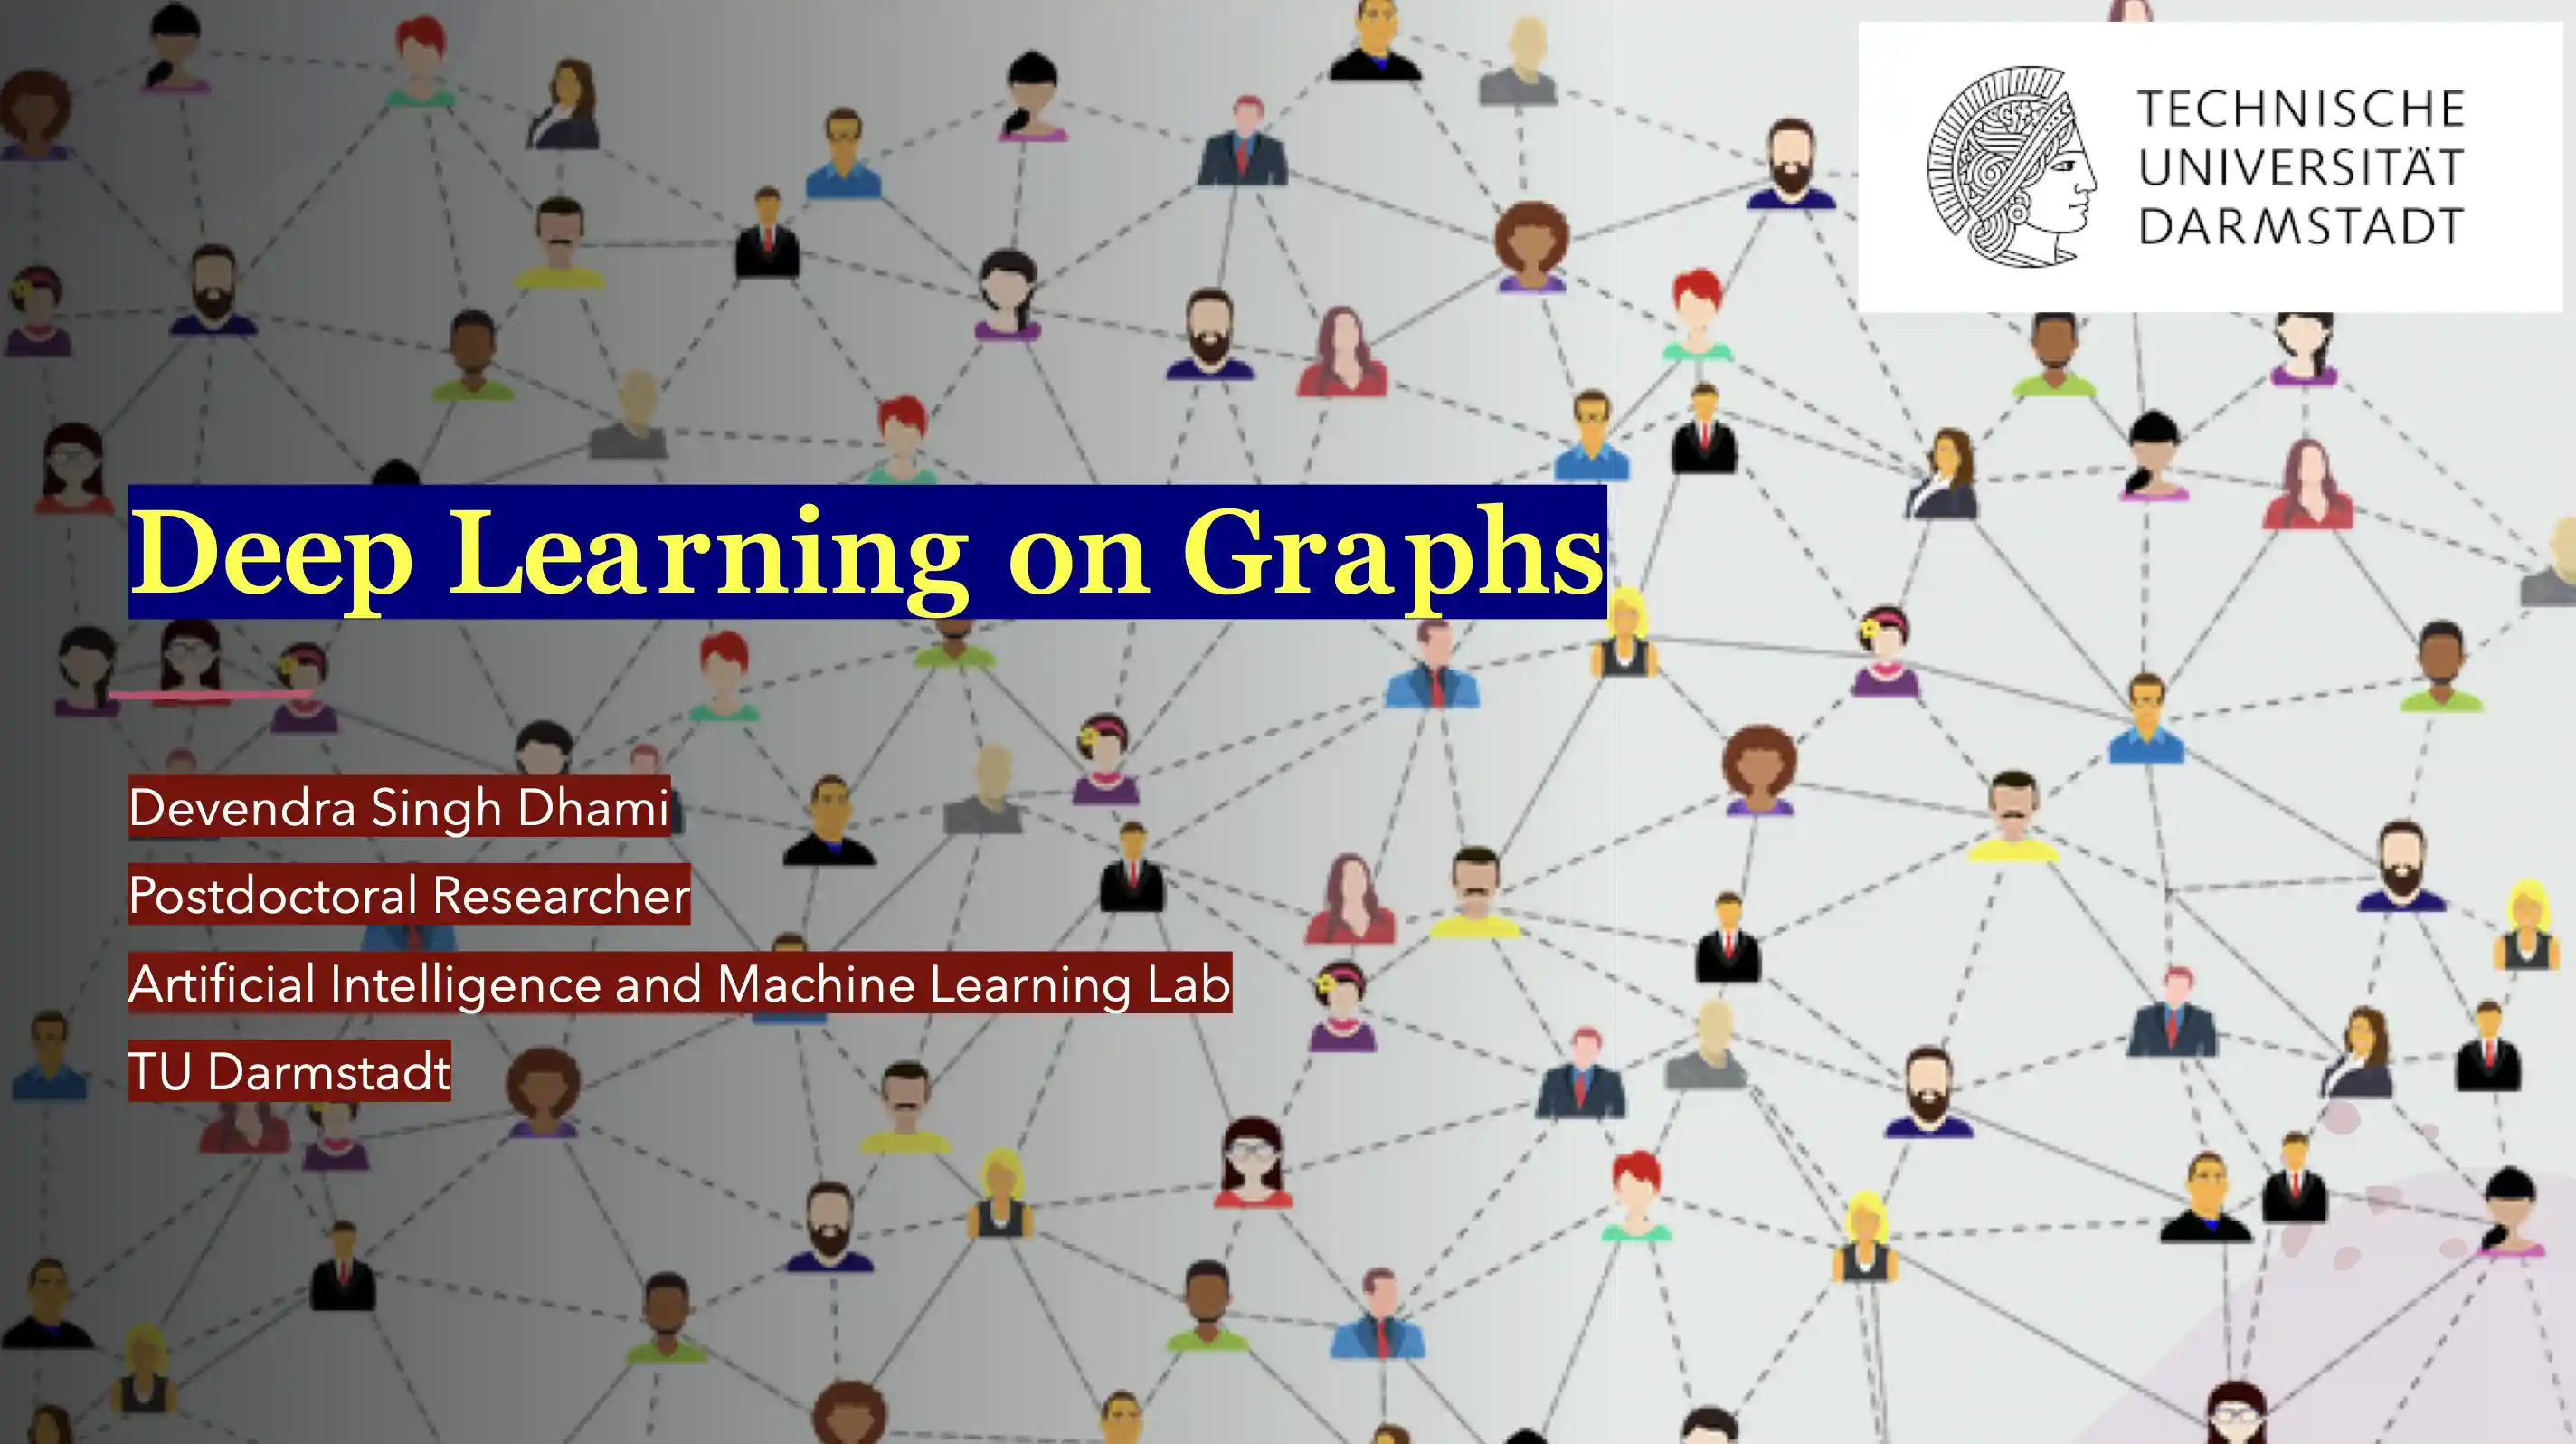 TECHNISCHE
UNIVERSITÄT
DARMSTADT
Deep Learning on Graphs
Devendra Singh Dhami
Postdoctoral Researcher
Artificial Intelligence and Machine Learning Lab
TU Darmstadt